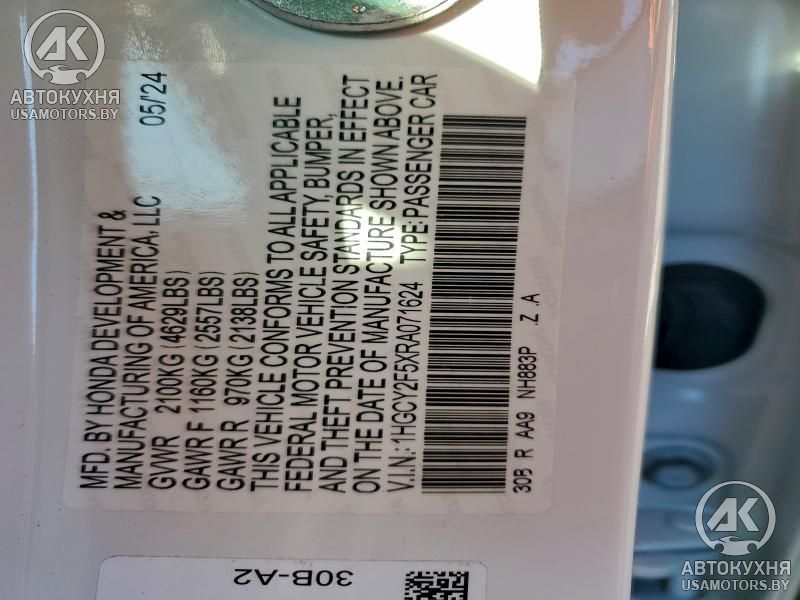 MFD. BY HONDA DEVELOPMENT &
MANUFACTURING OF AMERICA, LLC 05/'24
GVWR 2100KG 4629LBS)
GAWR F 1160KG 2557LBS)
GAWR R 970KG 2138LBS)
THIS VEHICLE CONFORMS TO ALL APPLICABLE
FEDERAL MOTOR VEHICLE SAFETY, BUMPER,
AND THEFT PREVENTION STANDARDS IN EFFECT
ON THE DATE OF MANUFACTURE SHOWN ABOVE.
V.I.N.: 1HGCY2F5XRA071624 TYPE: PASSENGER CAR
30B R AA9 NH883P .Z .A
30B-A2
AK
АВТОКУХНЯ
USAMOTORS.BY
AK
АВТОКУХНЯ
USAMOTORS.BY